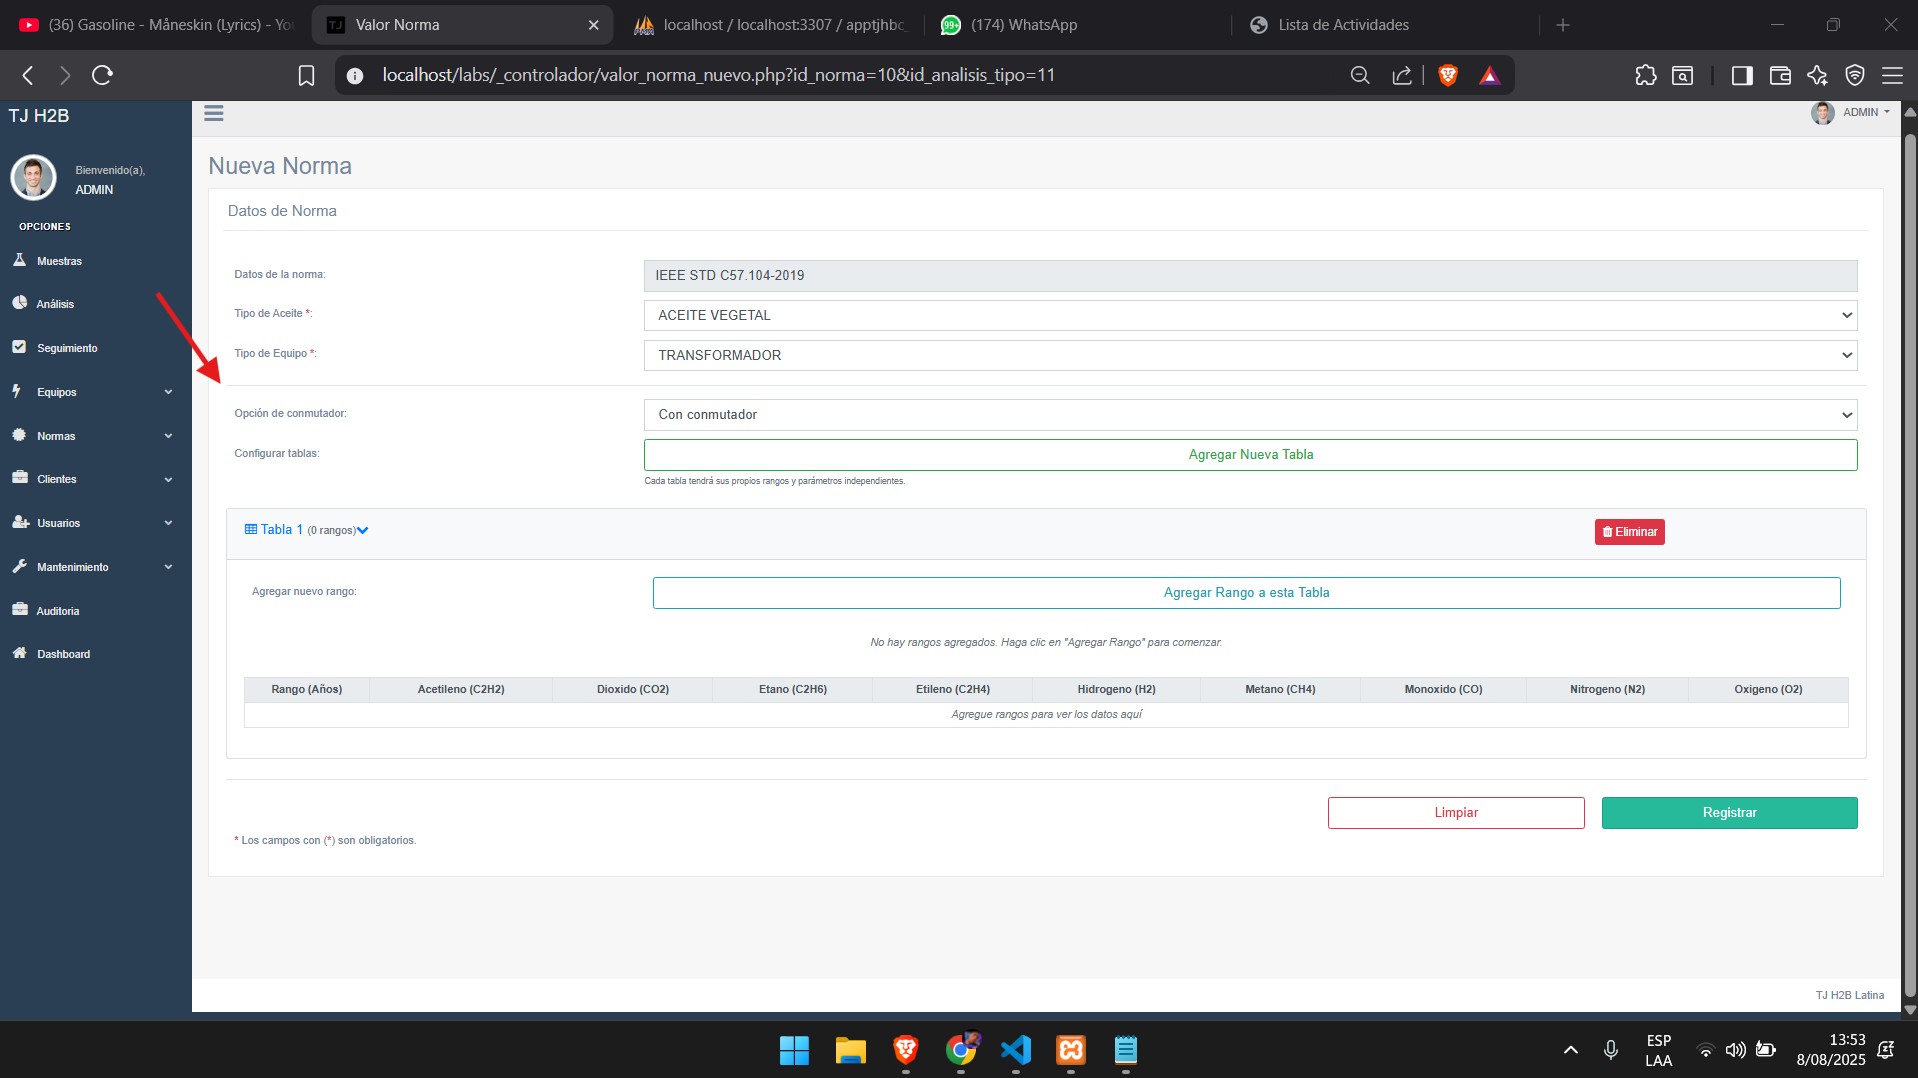 (36) Gasoline - Måneskin (Lyrics) - Yo
TJ Valor Norma
localhost / localhost:3307 / apptjhbc_
99+ (174) WhatsApp
Lista de Actividades
localhost/labs/_controlador/valor_norma_nuevo.php?id_norma=10&id_analisis_tipo=11
TJ H2B
ADMIN
Bienvenido(a),
ADMIN
OPCIONES
Muestras
Análisis
Seguimiento
Equipos
Normas
Clientes
Usuarios
Mantenimiento
Auditoria
Dashboard
Nueva Norma
Datos de Norma
Datos de la norma:
IEEE STD C57.104-2019
Tipo de Aceite *:
ACEITE VEGETAL
Tipo de Equipo *:
TRANSFORMADOR
Opción de conmutador:
Con conmutador
Configurar tablas:
Agregar Nueva Tabla
Cada tabla tendrá sus propios rangos y parámetros independientes.
Tabla 1 (0 rangos)
Eliminar
Agregar nuevo rango:
Agregar Rango a esta Tabla
No hay rangos agregados. Haga clic en "Agregar Rango" para comenzar.
Rango (Años) Acetileno (C2H2) Dioxido (CO2) Etano (C2H6) Etileno (C2H4) Hidrogeno (H2) Metano (CH4) Monoxido (CO) Nitrogeno (N2) Oxigeno (O2)
Agregue rangos para ver los datos aquí
Limpiar
Registrar
* Los campos con (*) son obligatorios.
TJ H2B Latina
ESP
LAA
13:53
8/08/2025